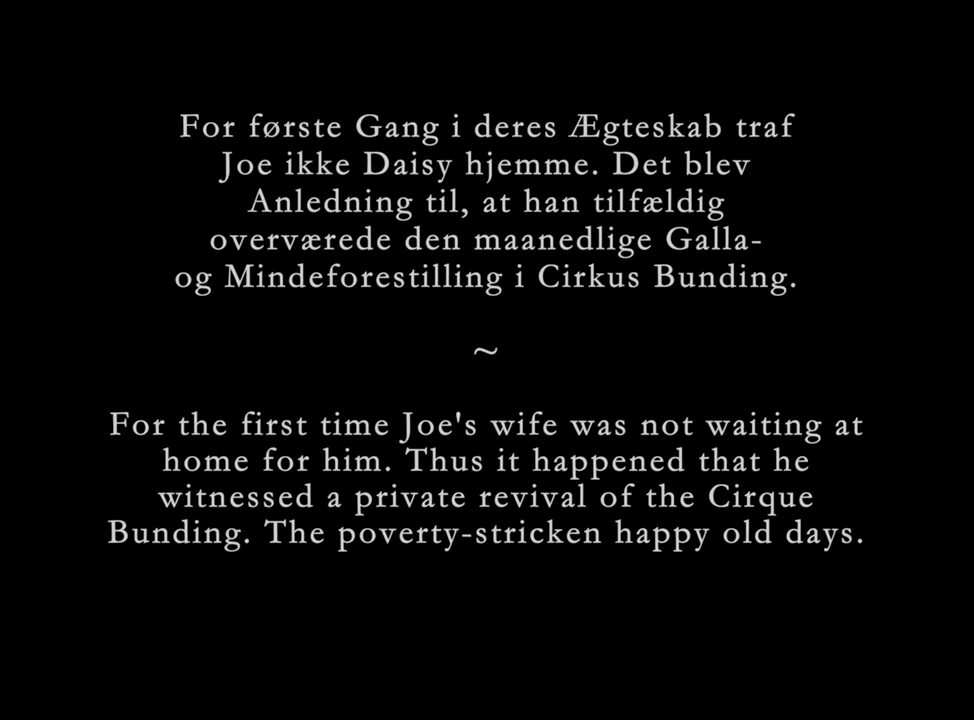 For første Gang i deres Ægteskab traf
Joe ikke Daisy hjemme. Det blev
Anledning til, at han tilfældig
overværede den maanedlige Galla-
og Mindeforestilling i Cirkus Bunding.
~
For the first time Joe's wife was not waiting at
home for him. Thus it happened that he
witnessed a private revival of the Cirque
Bunding. The poverty-stricken happy old days.